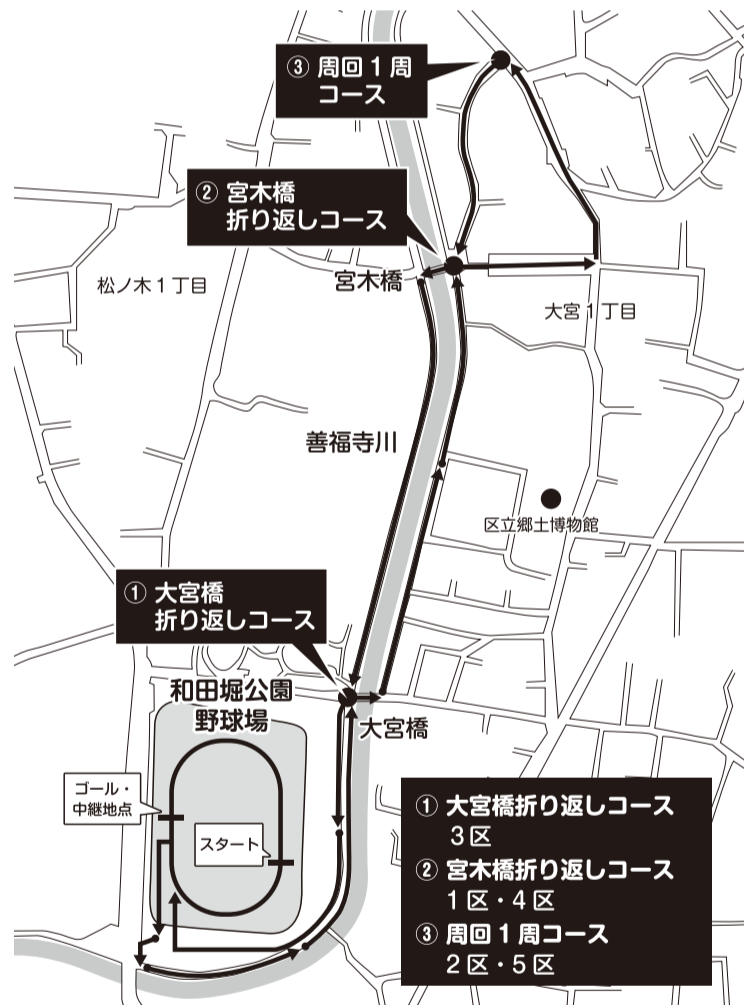 ③ 周回 1 周
コース
② 宮木橋
折り返しコース
宮木橋
松ノ木 1 丁目
大宮 1 丁目
善福寺川
区立郷土博物館
① 大宮橋
折り返しコース
和田堀公園
野球場
大宮橋
ゴール・
中継地点
スタート
① 大宮橋折り返しコース
3 区
② 宮木橋折り返しコース
1 区・4 区
③ 周回 1 周コース
2 区・5 区